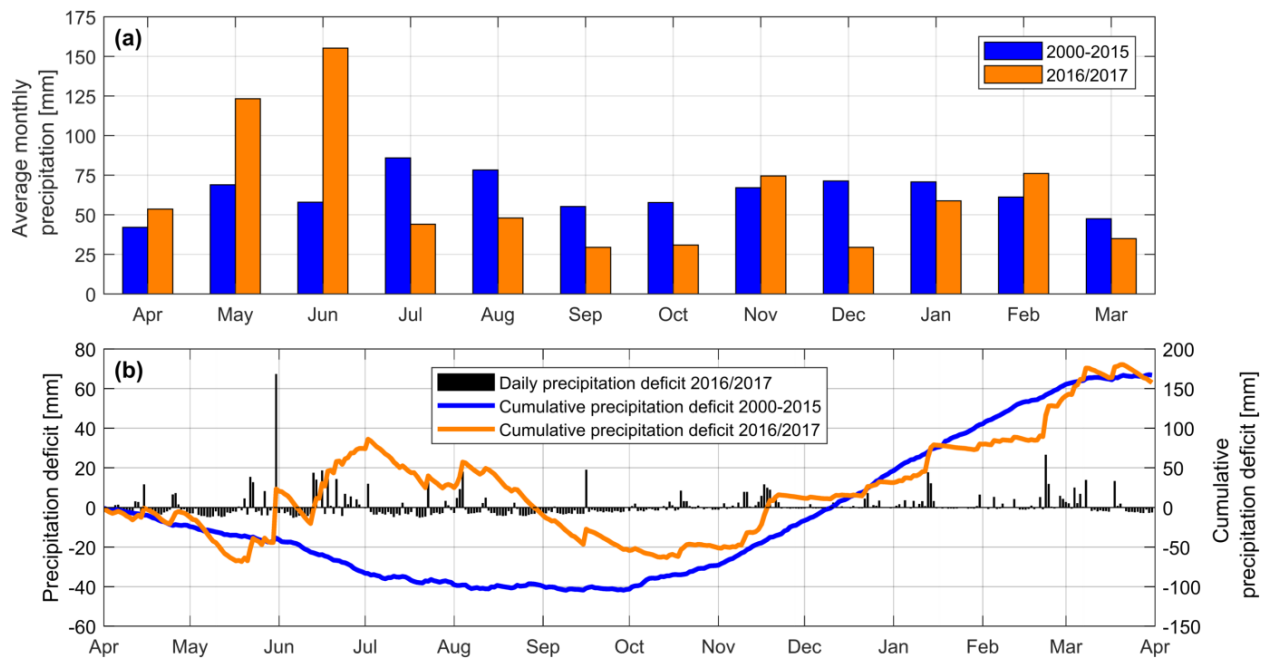 (a)
2000-2015
2016/2017
Average monthly
precipitation [mm]
175
150
125
100
75
50
25
0
Apr May Jun Jul Aug Sep Oct Nov Dec Jan Feb Mar
(b)
Daily precipitation deficit 2016/2017
Cumulative precipitation deficit 2000-2015
Cumulative precipitation deficit 2016/2017
Precipitation deficit [mm]
80
60
40
20
0
-20
-40
-60
200
150
100
50
0
-50
-100
-150
Cumulative
precipitation deficit [mm]
Apr May Jun Jul Aug Sep Oct Nov Dec Jan Feb Mar Apr